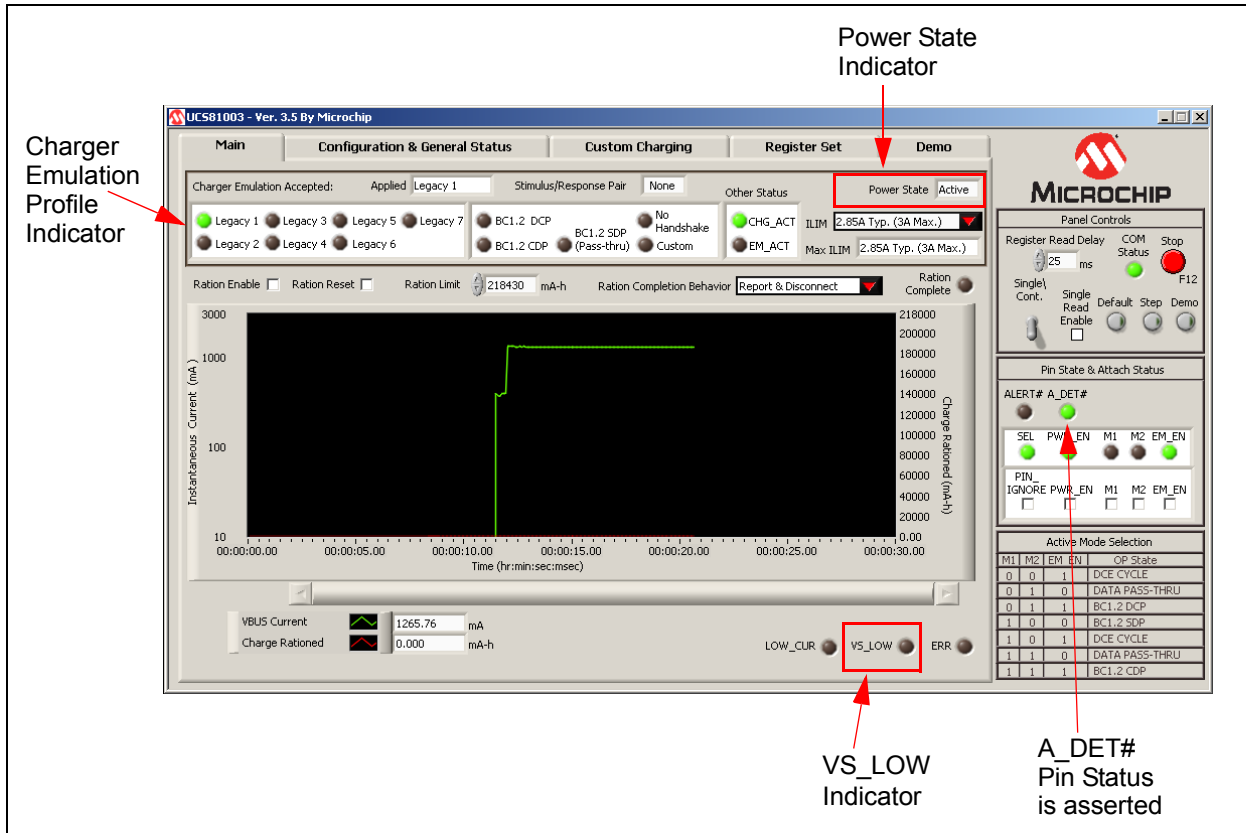 Power State
Indicator
Charger
Emulation
Profile
Indicator
UCS81003 - Ver. 3.5 By Microchip
Main
Configuration & General Status
Custom Charging
Register Set
Demo
Charger Emulation Accepted:
Applied
Legacy 1
Stimulus/Response Pair
None
Other Status
Power State
Active
Legacy 1
Legacy 3
Legacy 5
Legacy 7
Legacy 2
Legacy 4
Legacy 6
BC1.2 DCP
BC1.2 CDP
BC1.2 SDP
(Pass-thru)
No
Handshake
Custom
CHG_ACT
EM_ACT
ILIM
2.85A Typ. (3A Max.)
Max ILIM
2.85A Typ. (3A Max.)
Ration Enable
Ration Reset
Ration Limit
218430
mA-h
Ration Completion Behavior
Report & Disconnect
Ration
Complete
3000
1000
100
10
Instantaneous Current (mA)
218000
200000
180000
160000
140000
120000
100000
80000
60000
40000
20000
0.00
Charge Rationed (mA-h)
00:00:00.00
00:00:05.00
00:00:10.00
00:00:15.00
00:00:20.00
00:00:25.00
00:00:30.00
Time (hr:min:sec:msec)
VBUS Current
1265.76
mA
Charge Rationed
0.000
mA-h
LOW_CUR
VS_LOW
ERR
MICROCHIP
Panel Controls
Register Read Delay
25
ms
COM
Status
Stop
F12
Single\
Cont.
Single
Read
Enable
Default
Step
Demo
Pin State & Attach Status
ALERT#
A_DET#
SEL
PWR_EN
M1
M2
EM_EN
PIN_
IGNORE
PWR_EN
M1
M2
EM_EN
Active Mode Selection
M1 M2 EM_EN OP State
0 0 1 DCE CYCLE
0 1 0 DATA PASS-THRU
0 1 1 BC1.2 DCP
1 0 0 BC1.2 SDP
1 0 1 DCE CYCLE
1 1 0 DATA PASS-THRU
1 1 1 BC1.2 CDP
VS_LOW
Indicator
A_DET#
Pin Status
is asserted